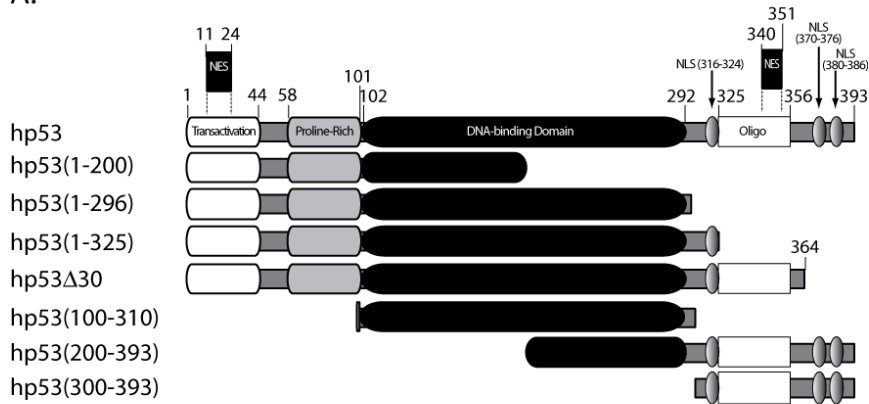 A.
351
11 24
340
NLS
(370-376)
NES
NLS (316-324)
NES
NLS
(380-386)
101
1 44 58 102 292 325 356 393
hp53 Transactivation Proline-Rich DNA-binding Domain Oligo
hp53(1-200)
hp53(1-296)
hp53(1-325)
364
hp53Δ30
hp53(100-310)
hp53(200-393)
hp53(300-393)